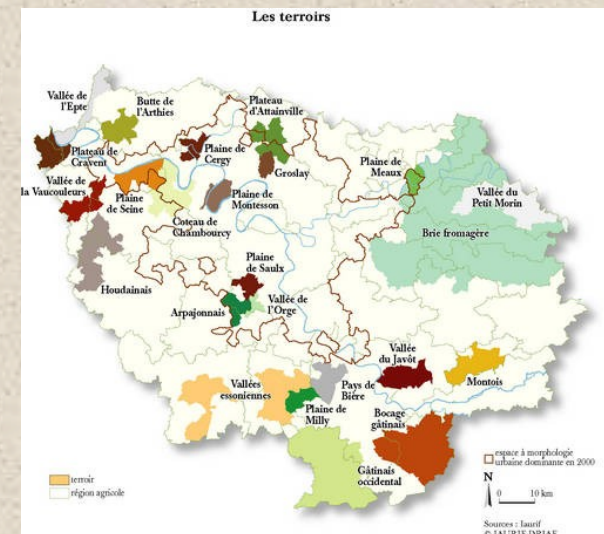 Les terroirs
Vallée de
l'Epte
Butte de
l'Arthies
Plateau
d'Attainville
Plateau de
Cravent
Plaine de
Cergy
Groslay
Plaine de
Meaux
Vallée de
la Vaucouleurs
Plaine
de Seine
Plaine de
Montesson
Vallée du
Petit Morin
Coteau de
Chambourcy
Brie fromagère
Houdainais
Plaine
de Saulx
Arpajonnais
Vallée de
l'Orge
Vallée
du Javôt
Montois
Vallées
essoniennes
Pays de
Bière
Plaine de
Milly
Bocage
gâtinais
Gâtinais
occidental
terroir
région agricole
espace à morphologie
urbaine dominante en 2000
N
0 10 km
Sources : Iaurif
© IAURIF-DRIAF